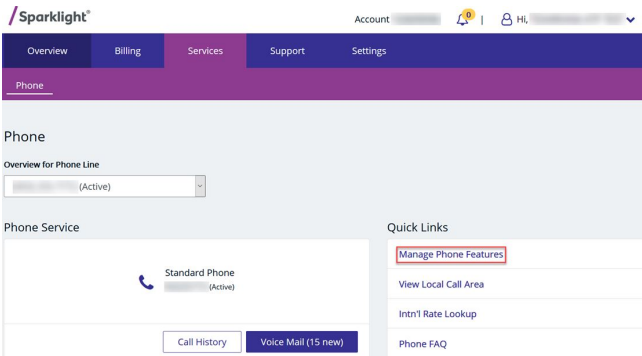 Sparklight®
Account
0
Hi,
Overview Billing Services Support Settings
Phone
Phone
Overview for Phone Line
(Active)
Phone Service
Standard Phone
(Active)
Call History Voice Mail (15 new)
Quick Links
Manage Phone Features
View Local Call Area
Intn'l Rate Lookup
Phone FAQ